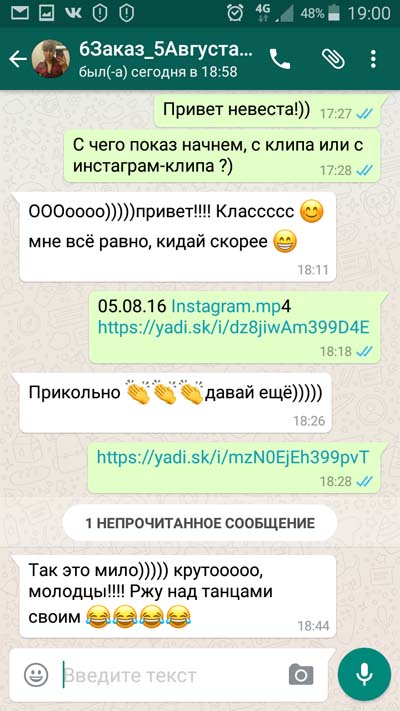 4G 48% 19:00
6Заказ_5Августа...
был(-а) сегодня в 18:58
Привет невеста!)) 17:27
С чего показ начнем, с клипа или с
инстаграм-клипа ?) 17:28
ОООоооо)))))привет!!!! Классссс 😊
мне всё равно, кидай скорее 😁
18:11
05.08.16 Instagram.mp4
https://yadi.sk/i/dz8jiwAm399D4E
18:18
Прикольно 👏👏👏давай ещё)))))
18:26
https://yadi.sk/i/mzN0EjEh399pvT
18:28
1 НЕПРОЧИТАННОЕ СООБЩЕНИЕ
Так это мило))))) крутооооо,
молодцы!!!! Ржу над танцами
своим 😂😂😂😂 18:44
Введите текст